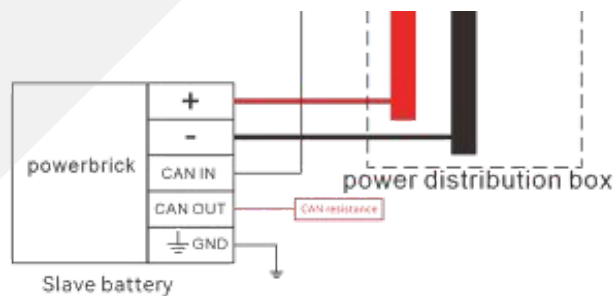 +
-
powerbrick
CAN IN
power distribution box
CAN OUT
CAN resistance
GND
Slave battery